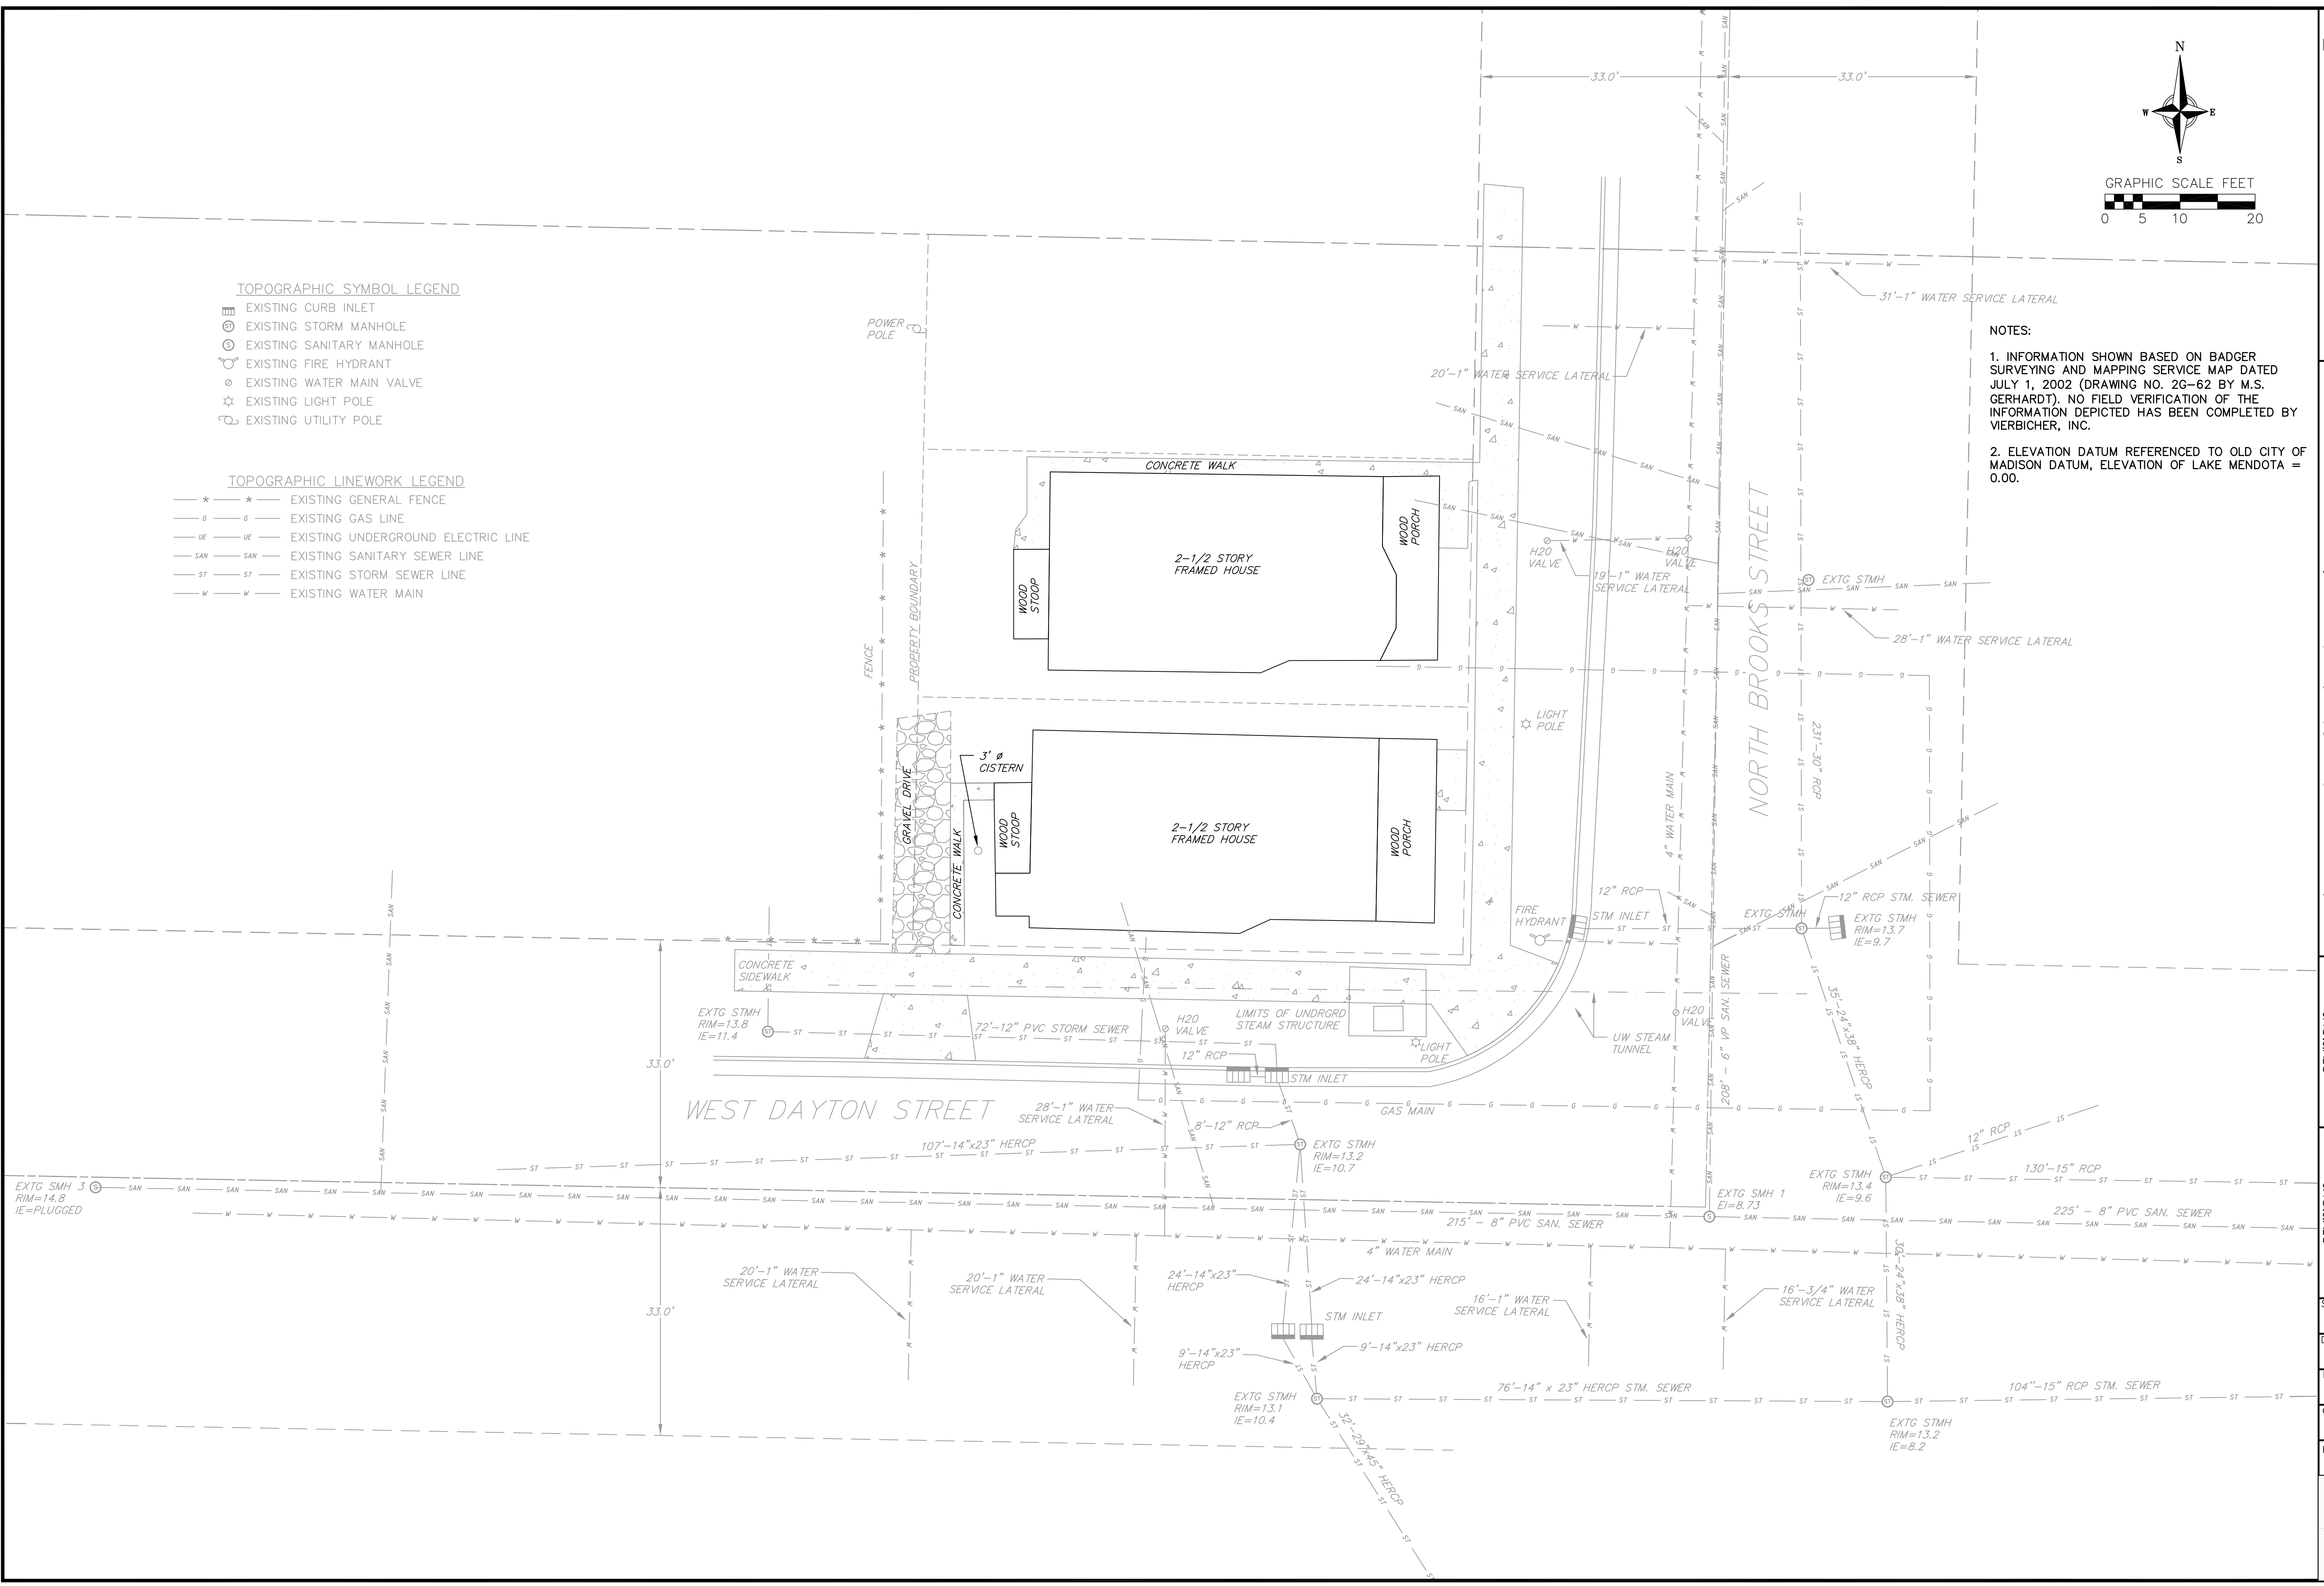 33.0'
33.0'
N
W
E
S
GRAPHIC SCALE FEET
0 5 10 20
TOPOGRAPHIC SYMBOL LEGEND
EXISTING CURB INLET
ST EXISTING STORM MANHOLE
S EXISTING SANITARY MANHOLE
EXISTING FIRE HYDRANT
EXISTING WATER MAIN VALVE
EXISTING LIGHT POLE
EXISTING UTILITY POLE
TOPOGRAPHIC LINEWORK LEGEND
EXISTING GENERAL FENCE
G G EXISTING GAS LINE
UE UE EXISTING UNDERGROUND ELECTRIC LINE
SAN SAN EXISTING SANITARY SEWER LINE
ST ST EXISTING STORM SEWER LINE
W W EXISTING WATER MAIN
POWER
POLE
31'-1" WATER SERVICE LATERAL
20'-1" WATER SERVICE LATERAL
NOTES:
1. INFORMATION SHOWN BASED ON BADGER
SURVEYING AND MAPPING SERVICE MAP DATED
JULY 1, 2002 (DRAWING NO. 2G-62 BY M.S.
GERHARDT). NO FIELD VERIFICATION OF THE
INFORMATION DEPICTED HAS BEEN COMPLETED BY
VIERBICHER, INC.
2. ELEVATION DATUM REFERENCED TO OLD CITY OF
MADISON DATUM, ELEVATION OF LAKE MENDOTA =
0.00.
CONCRETE WALK
2-1/2 STORY
FRAMED HOUSE
WOOD
PORCH
WOOD
STOOP
H20
VALVE
H20
VALVE
19'-1" WATER
SERVICE LATERAL
EXTG STMH
28'-1" WATER SERVICE LATERAL
NORTH BROOKS STREET
FENCE
PROPERTY BOUNDARY
LIGHT
POLE
231'-30" RCP
4" WATER MAIN
3' ø
CISTERN
GRAVEL DRIVE
CONCRETE WALK
WOOD
STOOP
2-1/2 STORY
FRAMED HOUSE
WOOD
PORCH
12" RCP
FIRE
HYDRANT
STM INLET
EXTG STMH
12" RCP STM. SEWER
EXTG STMH
RIM=13.7
IE=9.7
CONCRETE
SIDEWALK
EXTG STMH
RIM=13.8
IE=11.4
72'-12" PVC STORM SEWER
H20
VALVE
LIMITS OF UNDRGRD
STEAM STRUCTURE
LIGHT
POLE
UW STEAM
TUNNEL
H20
VALVE
208' - 6" VP SAN. SEWER
35'-24"x38" HERCP
33.0'
12" RCP
STM INLET
WEST DAYTON STREET
28'-1" WATER
SERVICE LATERAL
GAS MAIN
8'-12" RCP
107'-14"x23" HERCP
EXTG STMH
RIM=13.2
IE=10.7
12" RCP
EXTG STMH
RIM=13.4
IE=9.6
130'-15" RCP
EXTG SMH 3
RIM=14.8
IE=PLUGGED
EXTG SMH 1
EI=8.73
215' - 8" PVC SAN. SEWER
225' - 8" PVC SAN. SEWER
4" WATER MAIN
33.0'
20'-1" WATER
SERVICE LATERAL
20'-1" WATER
SERVICE LATERAL
24'-14"x23"
HERCP
24'-14"x23" HERCP
16'-1" WATER
SERVICE LATERAL
16'-3/4" WATER
SERVICE LATERAL
30'-24"x38" HERCP
STM INLET
9'-14"x23"
HERCP
9'-14"x23" HERCP
EXTG STMH
RIM=13.1
IE=10.4
76'-14" x 23" HERCP STM. SEWER
104''-15" RCP STM. SEWER
32'-29"x45" HERCP
EXTG STMH
RIM=13.2
IE=8.2